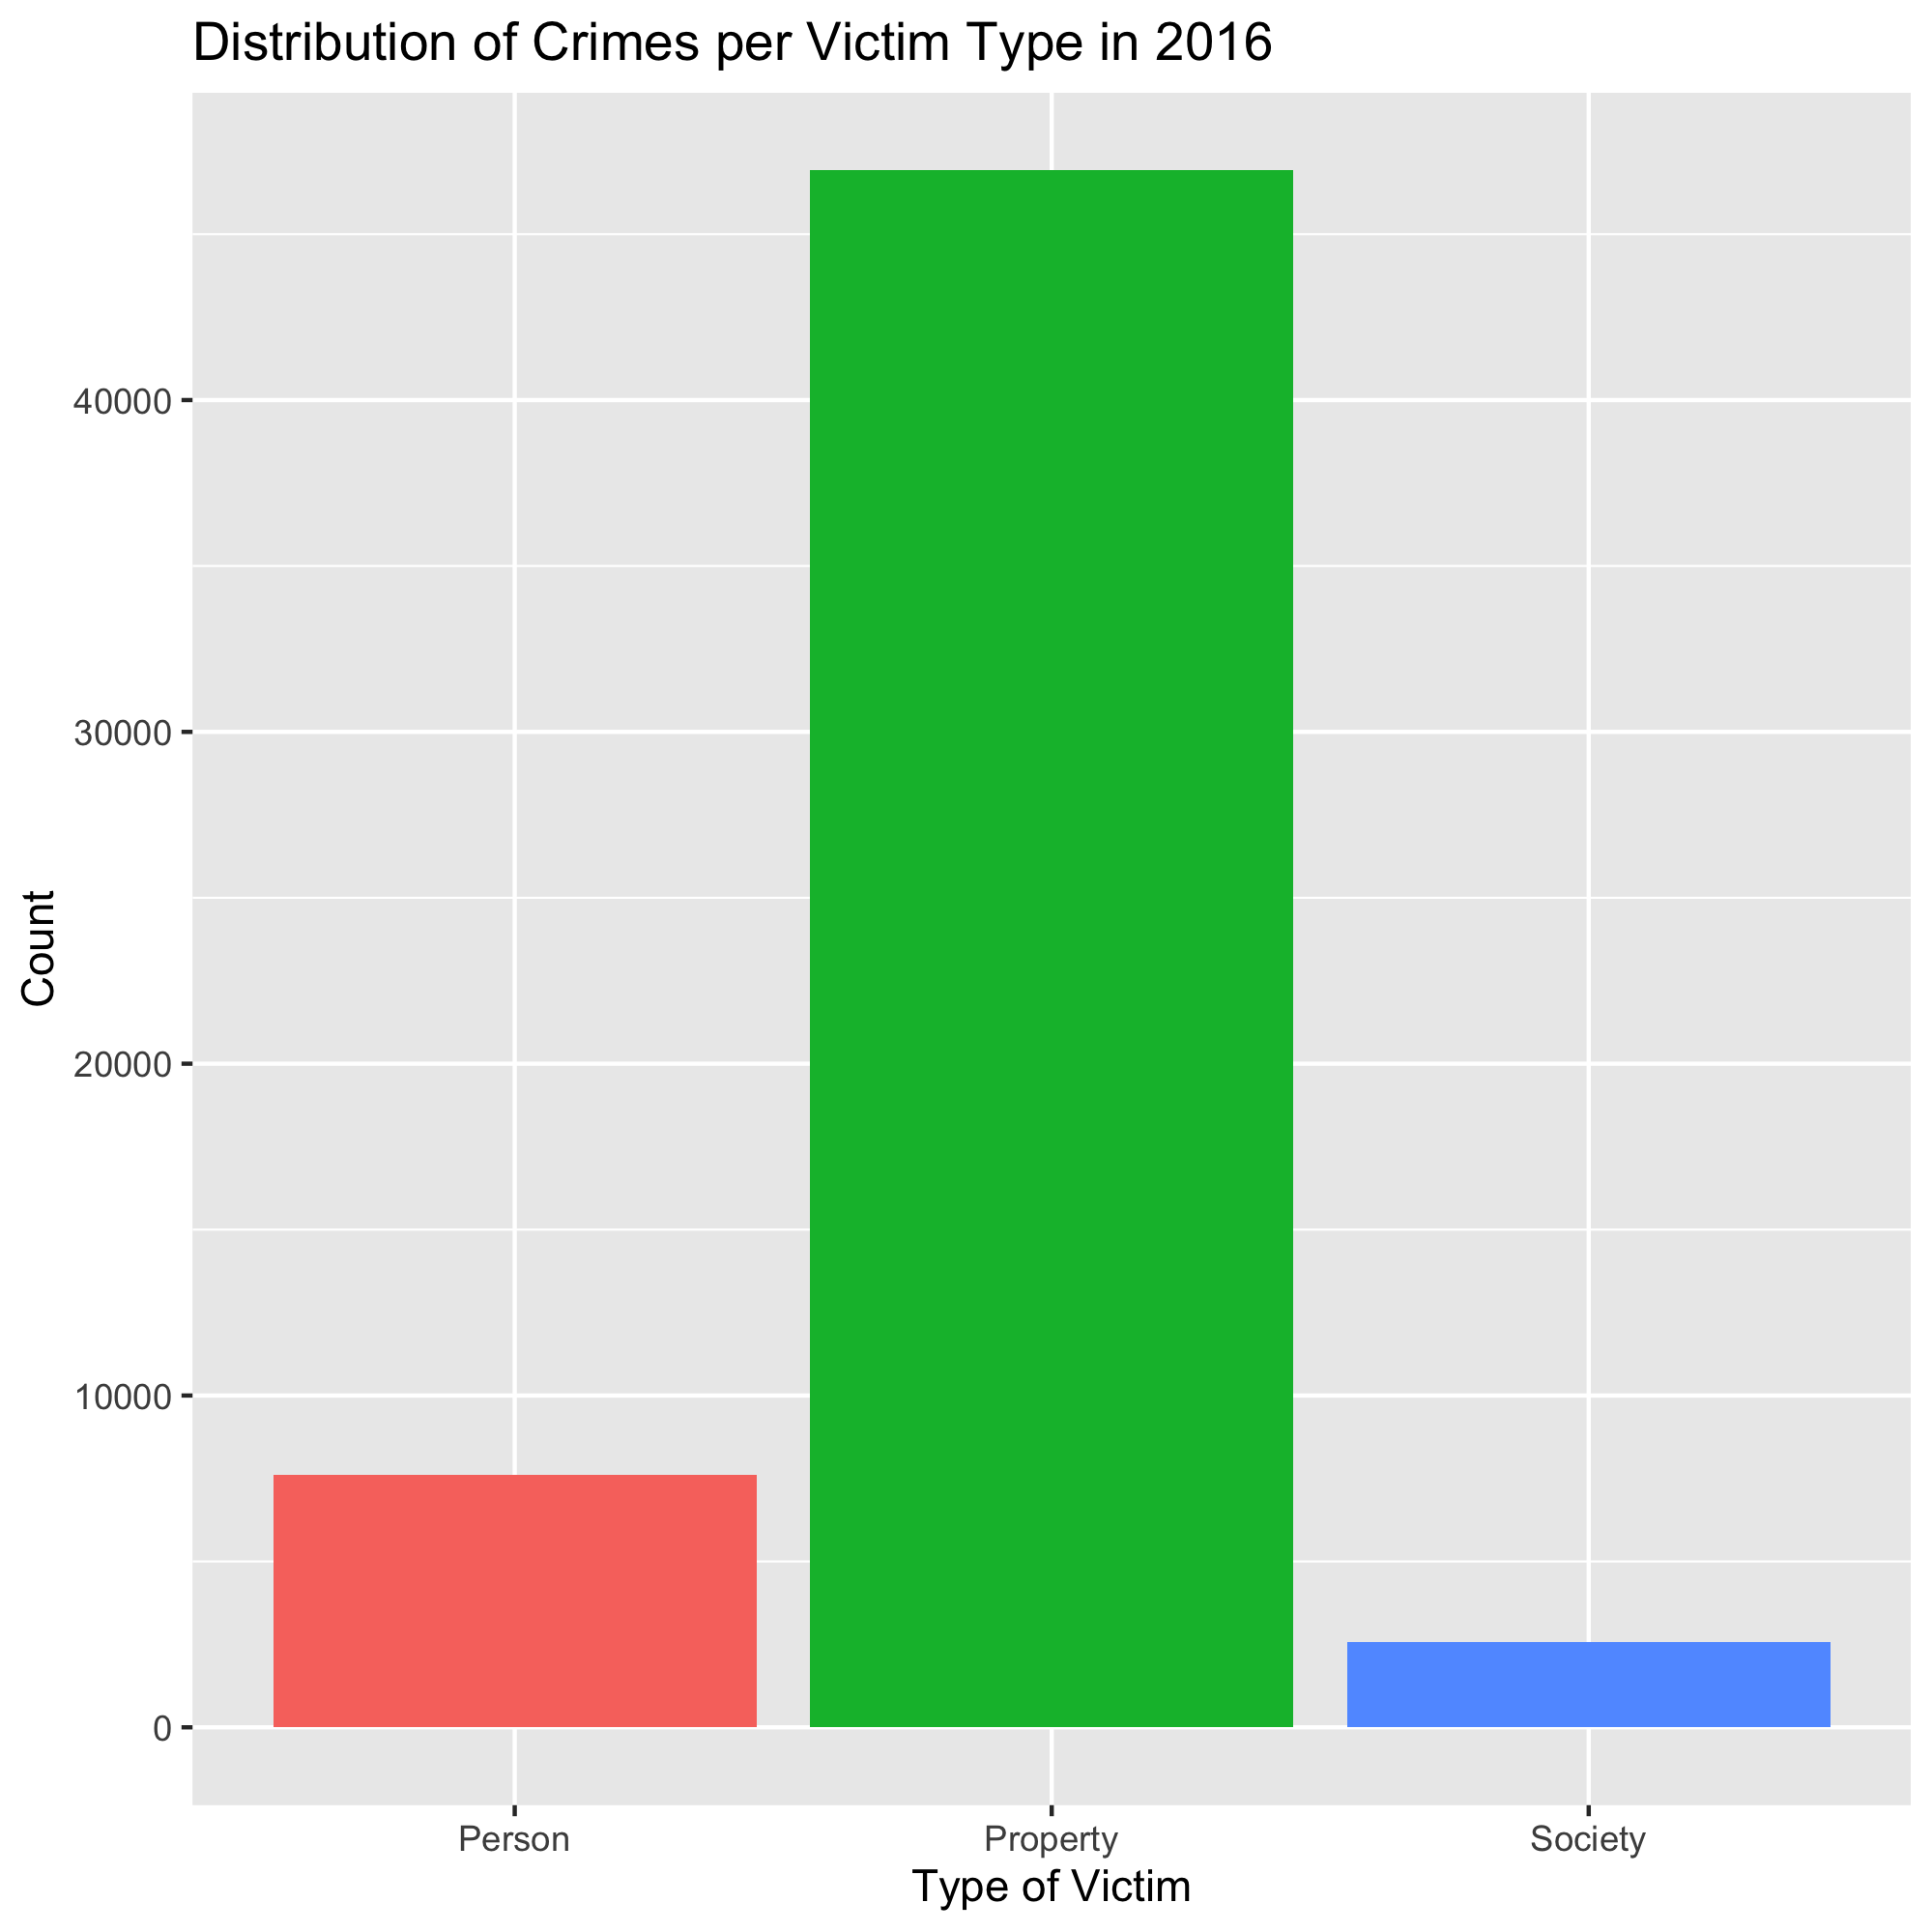 Distribution of Crimes per Victim Type in 2016
Count
40000
30000
20000
10000
0
Person Property Society
Type of Victim